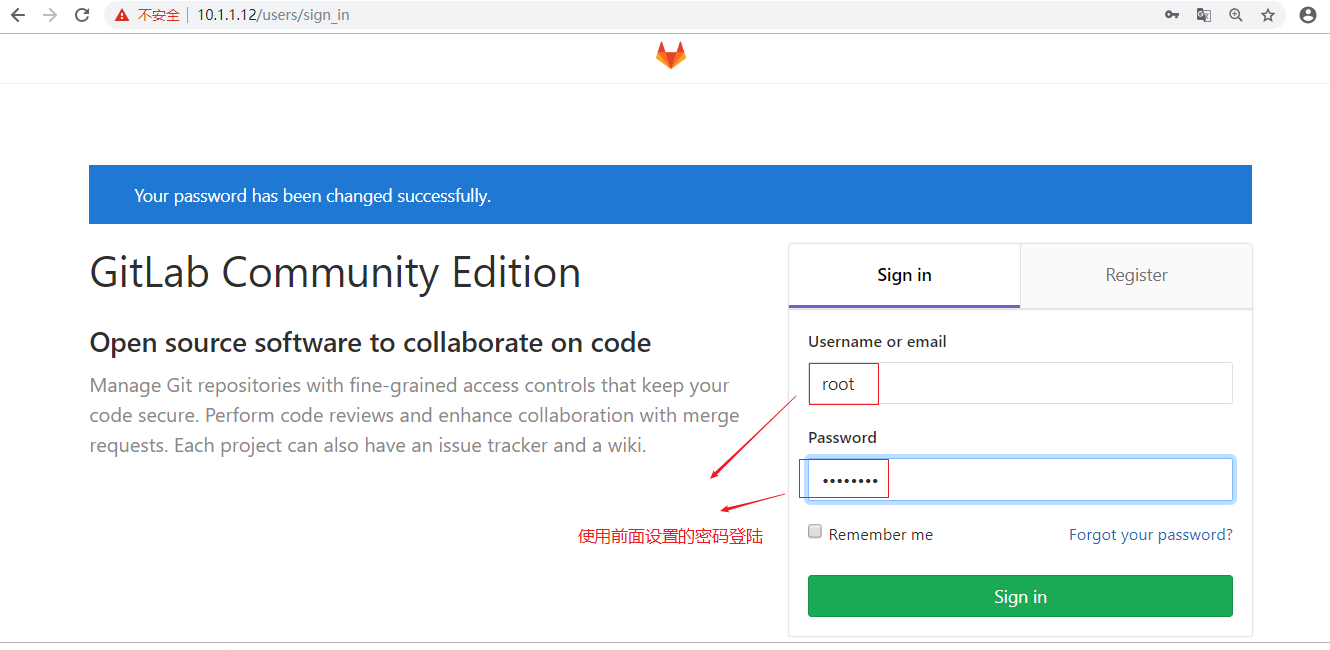 不安全 10.1.1.12/users/sign_in
Your password has been changed successfully.
GitLab Community Edition
Open source software to collaborate on code
Manage Git repositories with fine-grained access controls that keep your
code secure. Perform code reviews and enhance collaboration with merge
requests. Each project can also have an issue tracker and a wiki.
Sign in Register
Username or email
root
Password
••••••••
Remember me Forgot your password?
Sign in
使用前面设置的密码登陆